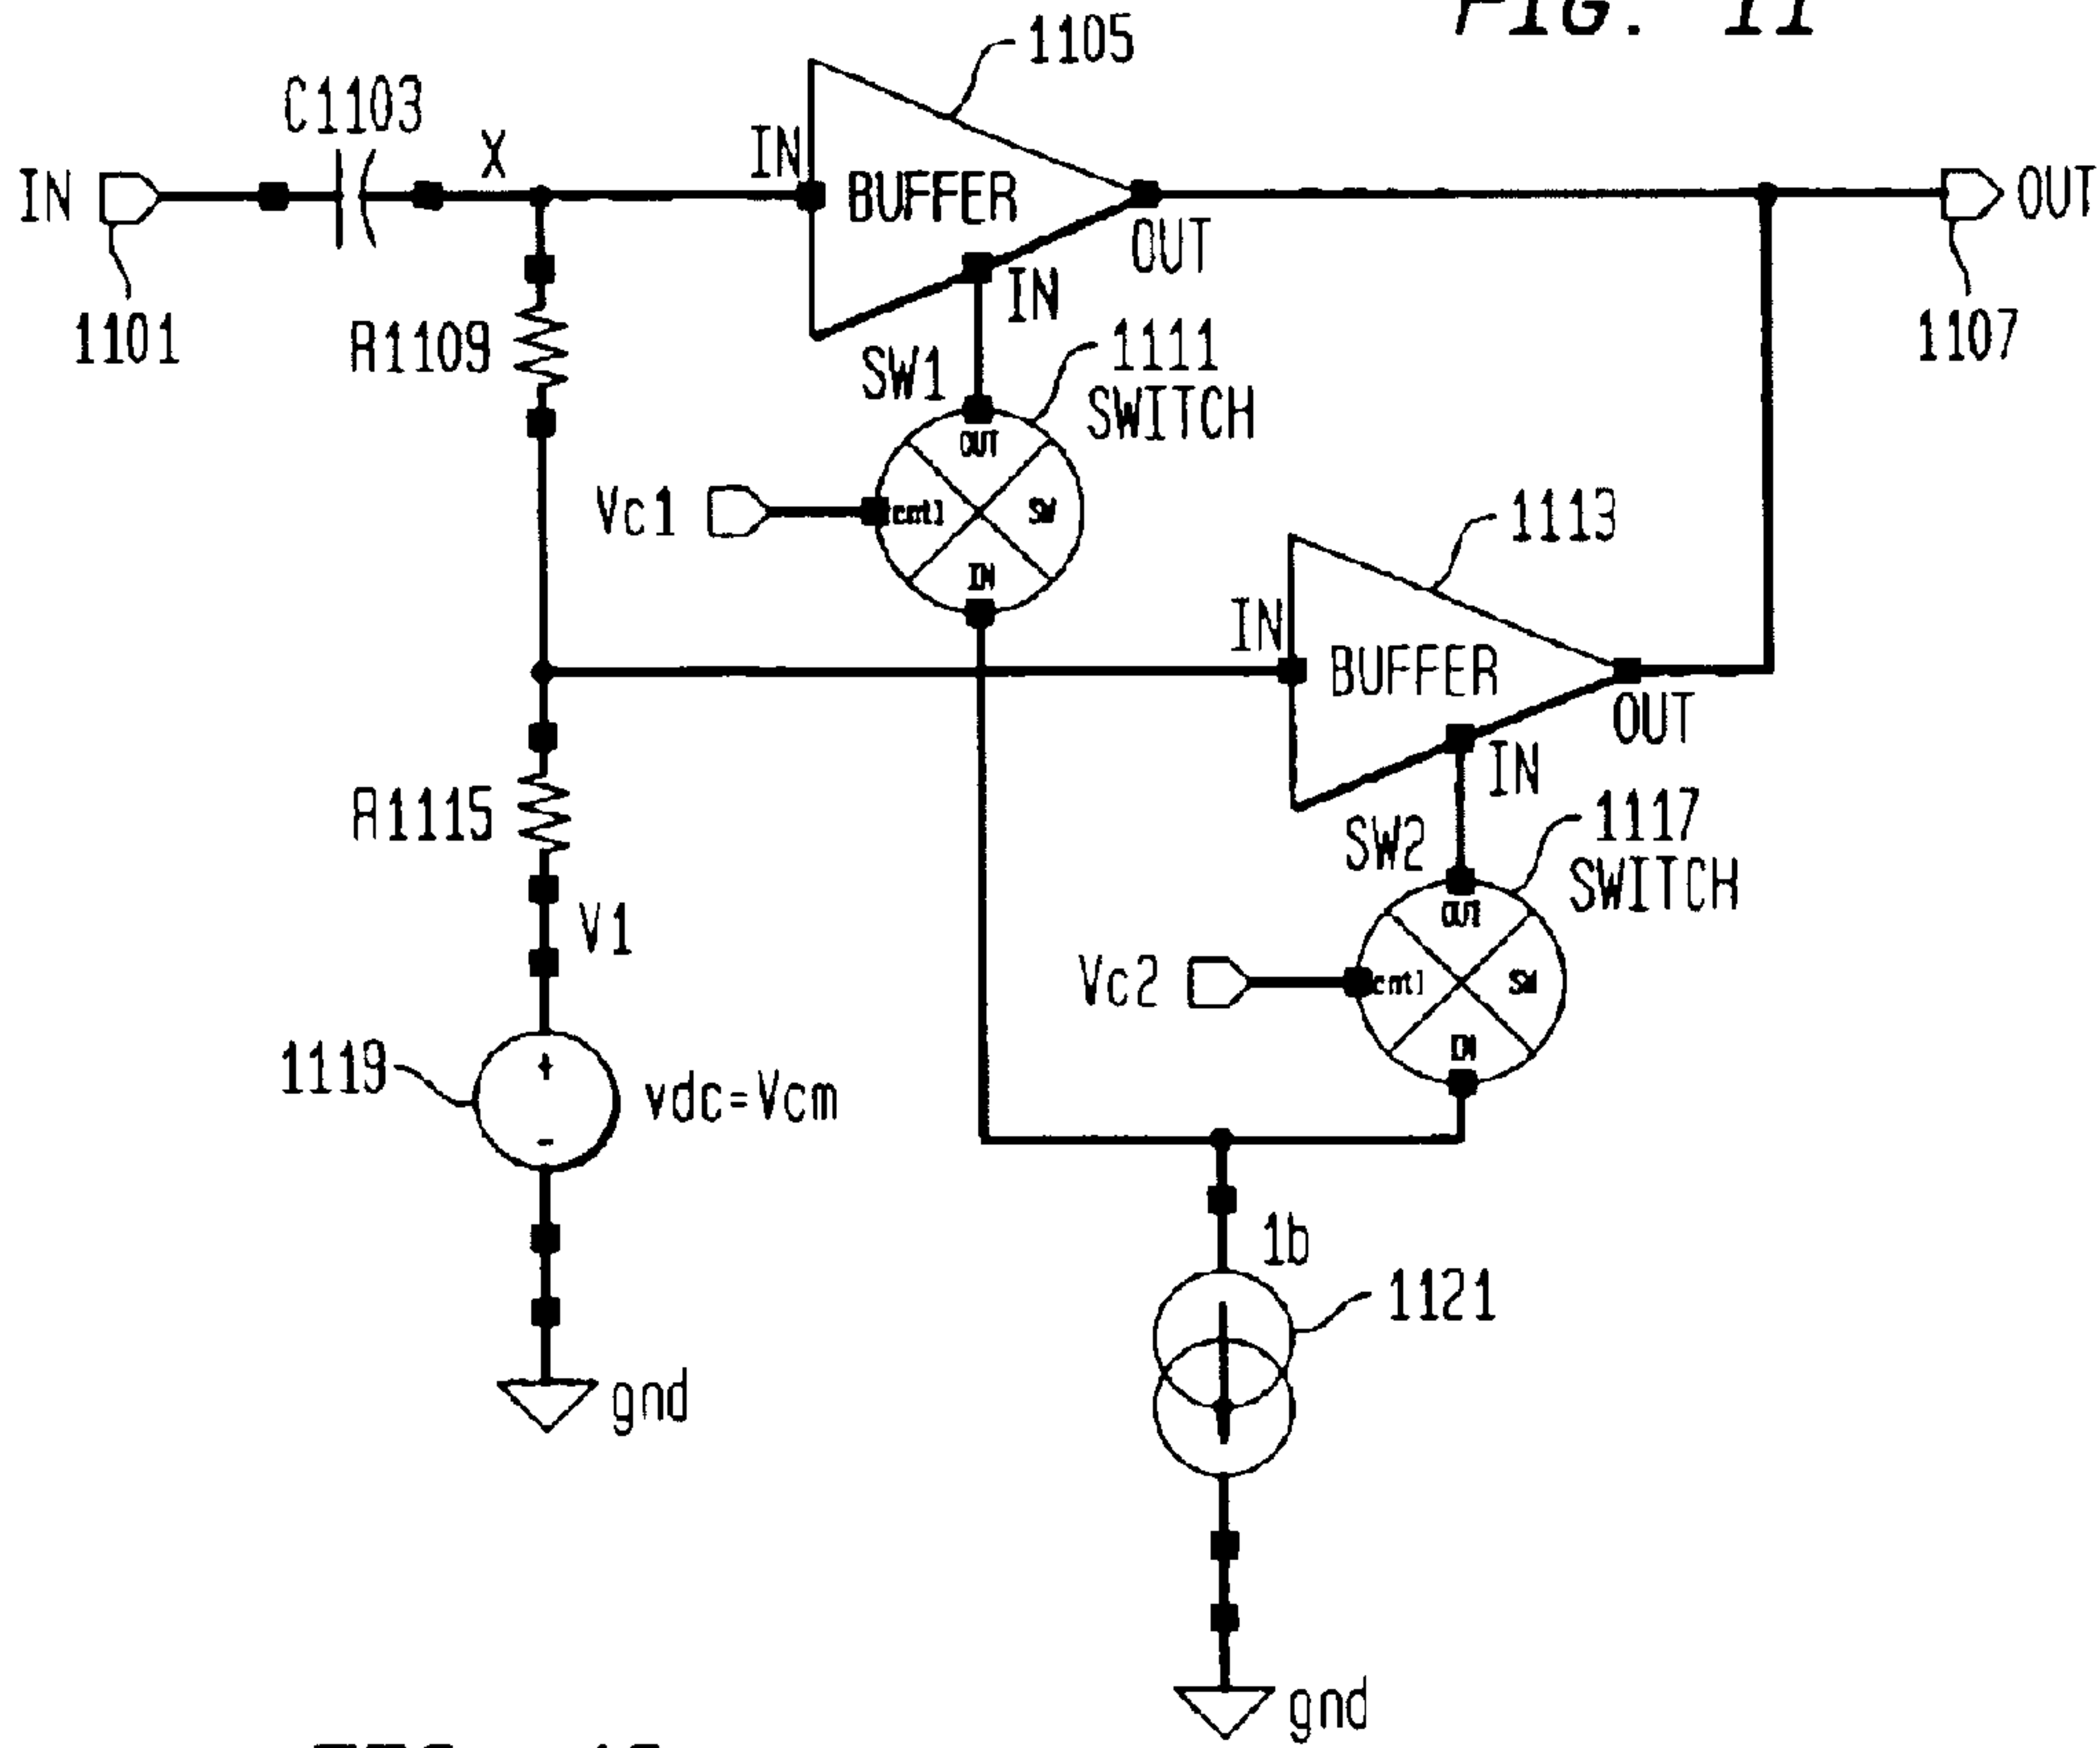 FIG. 11
1105
C1103
X
IN
IN
BUFFER
OUT
OUT
IN
1101
R1109
SW1
1111
SWITCH
1107
OUT
Vc1
cntl
SW
IN
1113
IN
BUFFER
OUT
IN
R1115
SW2
1117
SWITCH
V1
OUT
Vc2
cntl
SW
IN
1119
+
vdc=Vcm
-
1b
1121
gnd
gnd